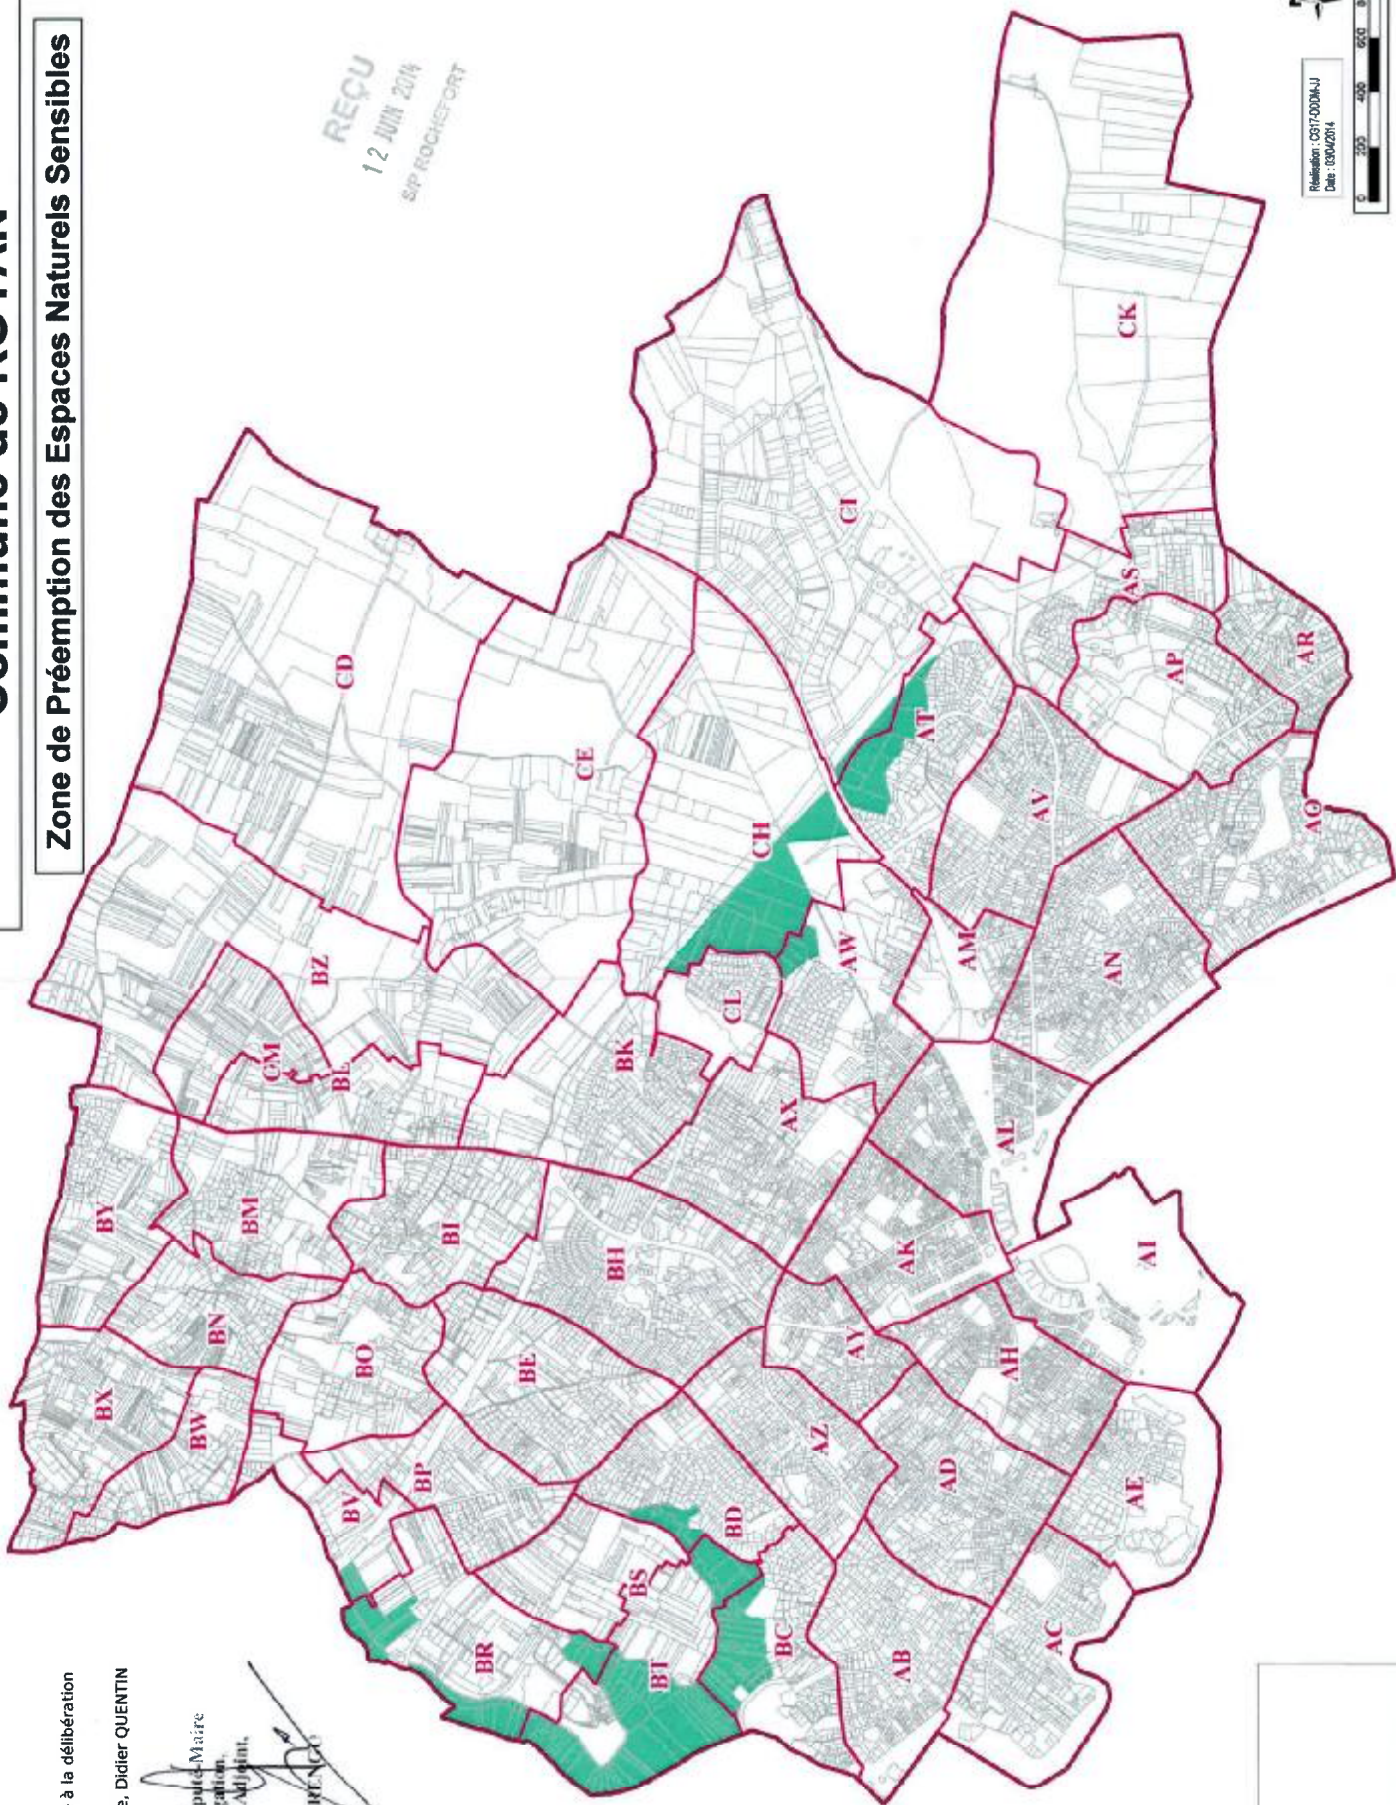 Commune de ROYAN
Zone de Préemption des Espaces Naturels Sensibles
REÇU
12 JUIN 2014
S/P ROCHEFORT
à la délibération
Didier QUENTIN
Maire
Adjoint,
Réalisation : CG17-DDDM-JJ
Date : 03/04/2014
0 200 400 600
N
BX
BW
BN
BY
BM
CM
BL
BZ
CD
BV
BP
BO
BI
BE
BH
BK
CE
CH
CI
CK
BR
BS
BT
BD
BC
AZ
AY
AX
CL
AW
AT
AS
AP
AR
AB
AD
AK
AH
AL
AM
AN
AV
AO
AC
AE
AI